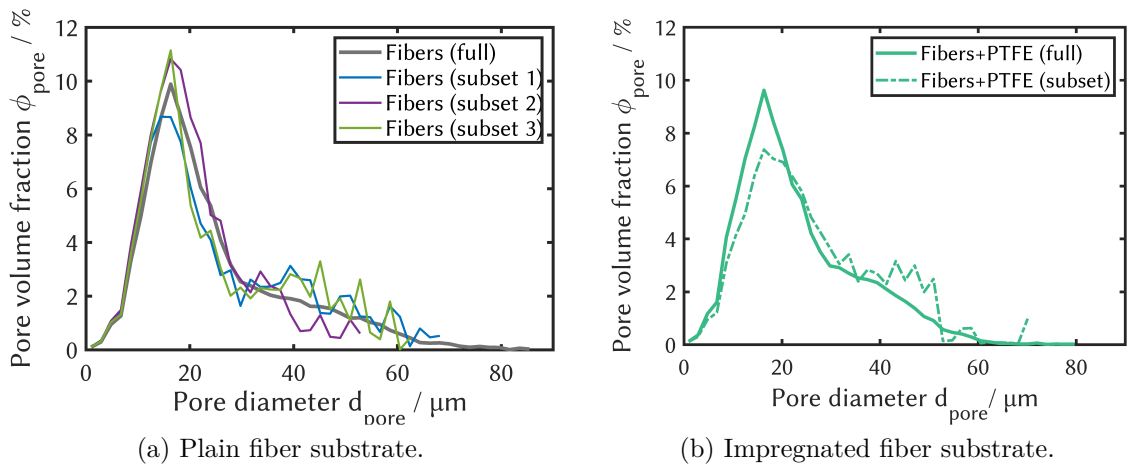 Pore volume fraction ϕpore / %
12
10
8
6
4
2
0
Fibers (full)
Fibers (subset 1)
Fibers (subset 2)
Fibers (subset 3)
0 20 40 60 80
Pore diameter dpore / μm
(a) Plain fiber substrate.
Pore volume fraction ϕpore / %
12
10
8
6
4
2
0
Fibers+PTFE (full)
Fibers+PTFE (subset)
0 20 40 60 80
Pore diameter dpore/ μm
(b) Impregnated fiber substrate.